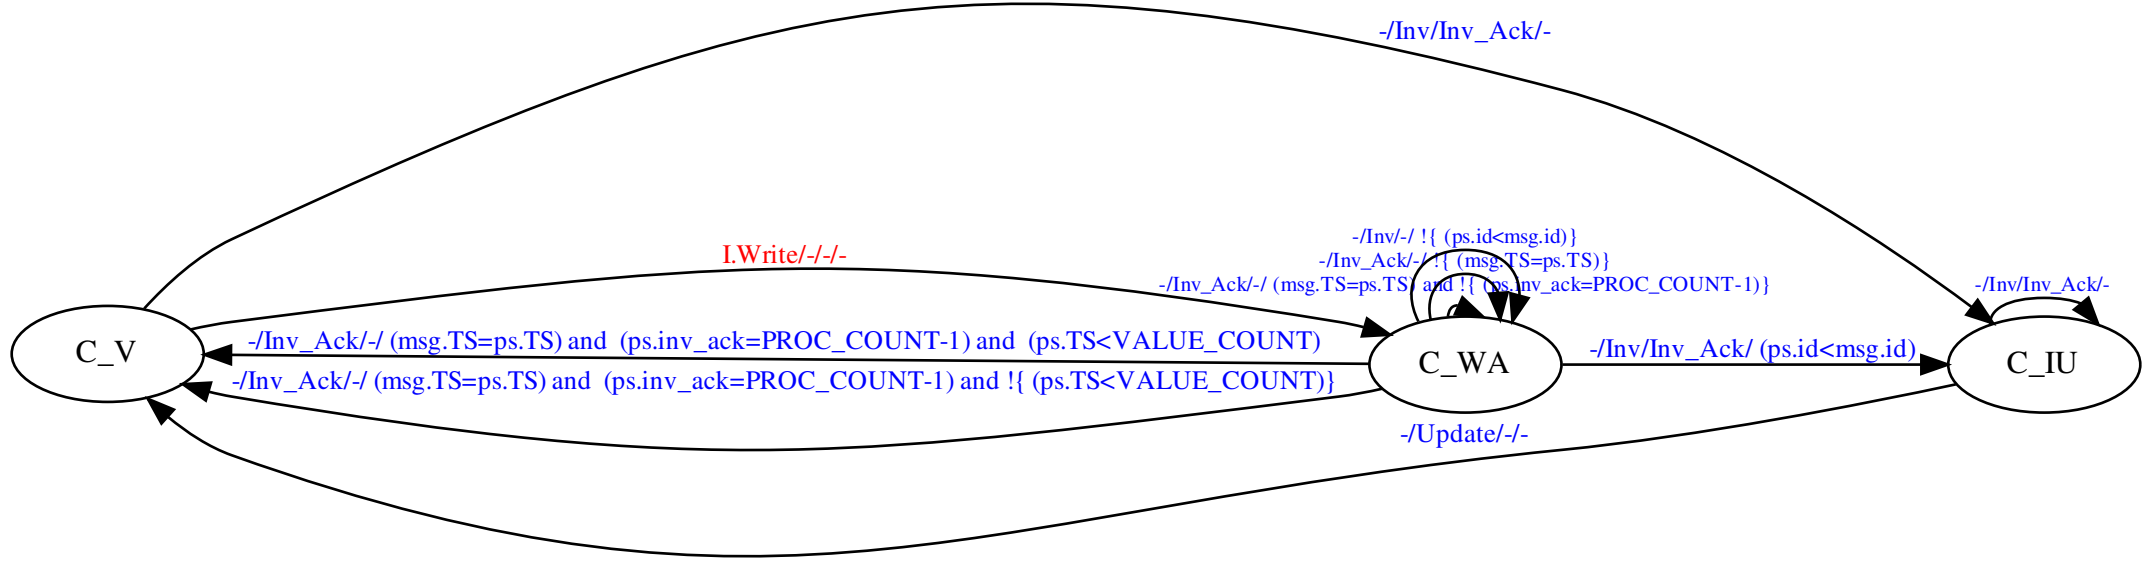 -/Inv/Inv_Ack/-
I.Write/-/-/-
-/Inv/-/ !{ (ps.id<msg.id)}
-/Inv_Ack/-/ !{ (msg.TS=ps.TS)}
-/Inv_Ack/-/ (msg.TS=ps.TS) and !{ (ps.inv_ack=PROC_COUNT-1)}
-/Inv/Inv_Ack/-
-/Inv_Ack/-/ (msg.TS=ps.TS) and  (ps.inv_ack=PROC_COUNT-1) and  (ps.TS<VALUE_COUNT)
-/Inv/Inv_Ack/ (ps.id<msg.id)
C_V
C_WA
C_IU
-/Inv_Ack/-/ (msg.TS=ps.TS) and  (ps.inv_ack=PROC_COUNT-1) and !{ (ps.TS<VALUE_COUNT)}
-/Update/-/-